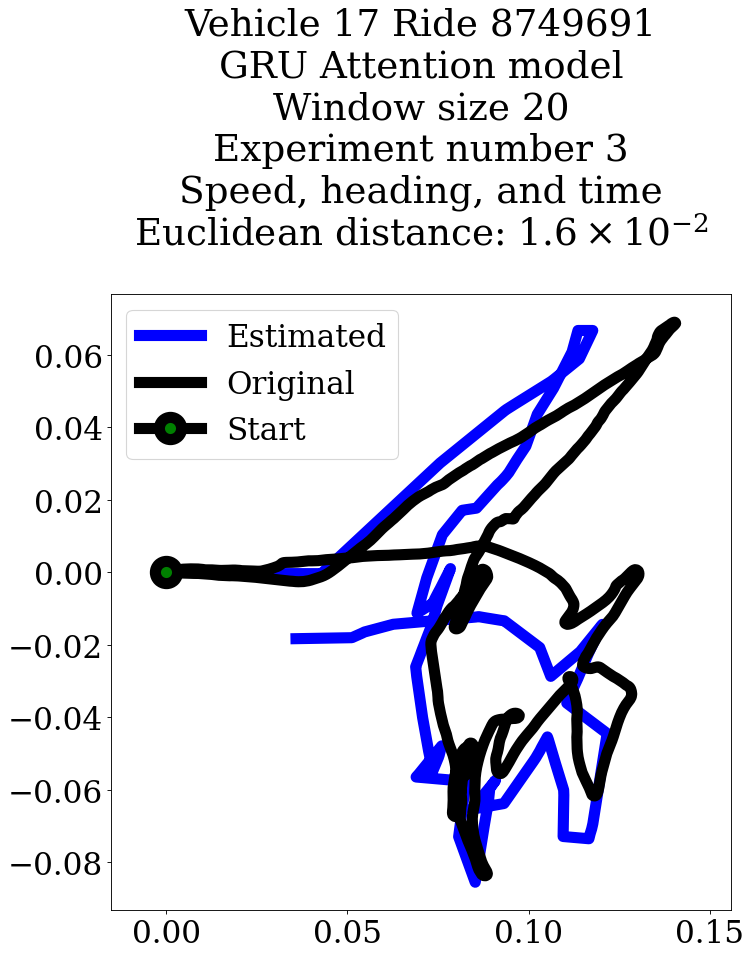 Vehicle 17 Ride 8749691
GRU Attention model
Window size 20
Experiment number 3
Speed, heading, and time
Euclidean distance: 1.6 × 10⁻²
Estimated
Original
Start
0.06
0.04
0.02
0.00
−0.02
−0.04
−0.06
−0.08
0.00 0.05 0.10 0.15